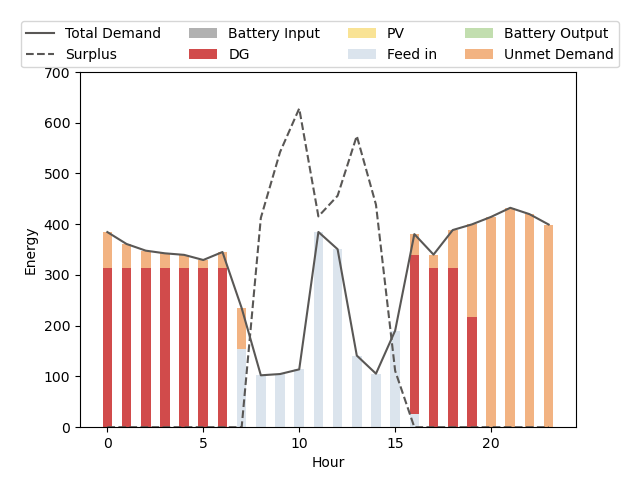 Total Demand Battery Input PV Battery Output
Surplus DG Feed in Unmet Demand
700
600
500
400
300
200
100
0
Energy
0 5 10 15 20
Hour